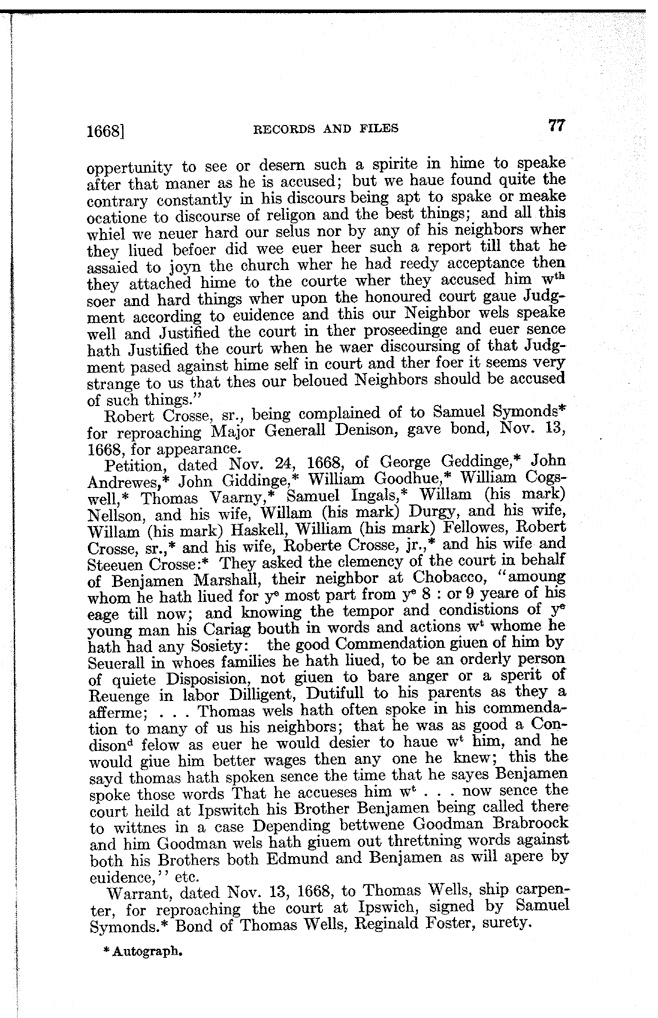 1668] RECORDS AND FILES 77
oppertunity to see or desern such a spirite in hime to speake
after that maner as he is accused; but we haue found quite the
contrary constantly in his discours being apt to spake or meake
ocatione to discourse of religon and the best things; and all this
whiel we neuer hard our selus nor by any of his neighbors wher
they liued befoer did wee euer heer such a report till that he
assaied to joyn the church wher he had reedy acceptance then
they attached hime to the courte wher they accused him wth
soer and hard things wher upon the honoured court gaue Judg-
ment according to euidence and this our Neighbor wels speake
well and Justified the court in ther proseedinge and euer sence
hath Justified the court when he waer discoursing of that Judg-
ment pased against hime self in court and ther foer it seems very
strange to us that thes our beloued Neighbors should be accused
of such things."
Robert Crosse, sr., being complained of to Samuel Symonds*
for reproaching Major Generall Denison, gave bond, Nov. 13,
1668, for appearance.
Petition, dated Nov. 24, 1668, of George Geddinge,* John
Andrewes,* John Giddinge,* William Goodhue,* William Cogs-
well,* Thomas Vaarny,* Samuel Ingals,* Willam (his mark)
Nellson, and his wife, Willam (his mark) Durgy, and his wife,
Willam (his mark) Haskell, William (his mark) Fellowes, Robert
Crosse, sr.,* and his wife, Roberte Crosse, jr.,* and his wife and
Steeuen Crosse:* They asked the clemency of the court in behalf
of Benjamen Marshall, their neighbor at Chobacco, "amoung
whom he hath liued for ye most part from ye 8 : or 9 yeare of his
eage till now; and knowing the tempor and condistions of ye
young man his Cariag bouth in words and actions wt whome he
hath had any Sosiety: the good Commendation giuen of him by
Seuerall in whoes families he hath liued, to be an orderly person
of quiete Disposision, not giuen to bare anger or a sperit of
Reuenge in labor Dilligent, Dutifull to his parents as they a
afferme; . . . Thomas wels hath often spoke in his commenda-
tion to many of us his neighbors; that he was as good a Con-
disond felow as euer he would desier to haue wt him, and he
would giue him better wages then any one he knew; this the
sayd thomas hath spoken sence the time that he sayes Benjamen
spoke those words That he accueses him wt . . . now sence the
court heild at Ipswitch his Brother Benjamen being called there
to wittnes in a case Depending bettwene Goodman Brabroock
and him Goodman wels hath giuem out threttning words against
both his Brothers both Edmund and Benjamen as will apere by
euidence," etc.
Warrant, dated Nov. 13, 1668, to Thomas Wells, ship carpen-
ter, for reproaching the court at Ipswich, signed by Samuel
Symonds.* Bond of Thomas Wells, Reginald Foster, surety.
* Autograph.